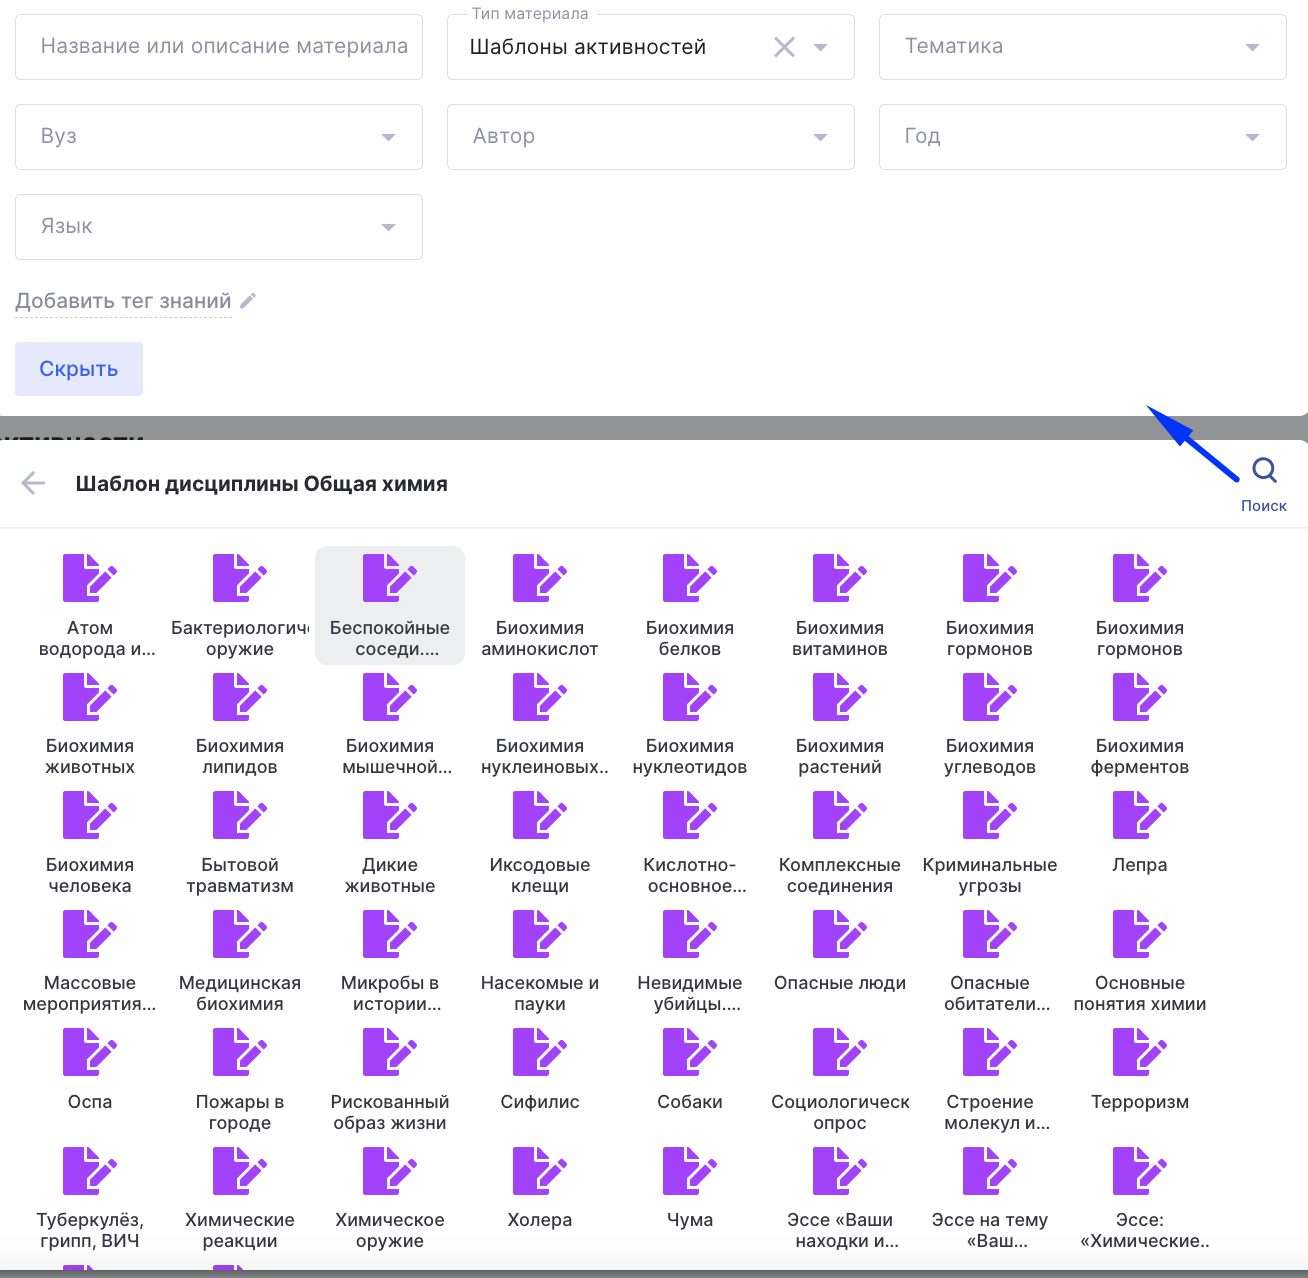 Название или описание материала
Тип материала
Шаблоны активностей
Тематика
Вуз
Автор
Год
Язык
Добавить тег знаний
Скрыть
Шаблон дисциплины Общая химия
Поиск
Атом
водорода и...
Бактериологич
оружие
Беспокойные
соседи....
Биохимия
аминокислот
Биохимия
белков
Биохимия
витаминов
Биохимия
гормонов
Биохимия
гормонов
Биохимия
животных
Биохимия
липидов
Биохимия
мышечной...
Биохимия
нуклеиновых..
Биохимия
нуклеотидов
Биохимия
растений
Биохимия
углеводов
Биохимия
ферментов
Биохимия
человека
Бытовой
травматизм
Дикие
животные
Иксодовые
клещи
Кислотно-
основное...
Комплексные
соединения
Криминальные
угрозы
Лепра
Массовые
мероприятия...
Медицинская
биохимия
Микробы в
истории...
Насекомые и
пауки
Невидимые
убийцы....
Опасные люди
Опасные
обитатели...
Основные
понятия химии
Оспа
Пожары в
городе
Рискованный
образ жизни
Сифилис
Собаки
Социологическ
опрос
Строение
молекул и...
Терроризм
Туберкулёз,
грипп, ВИЧ
Химические
реакции
Химическое
оружие
Холера
Чума
Эссе «Ваши
находки и...
Эссе на тему
«Ваш...
Эссе:
«Химические..